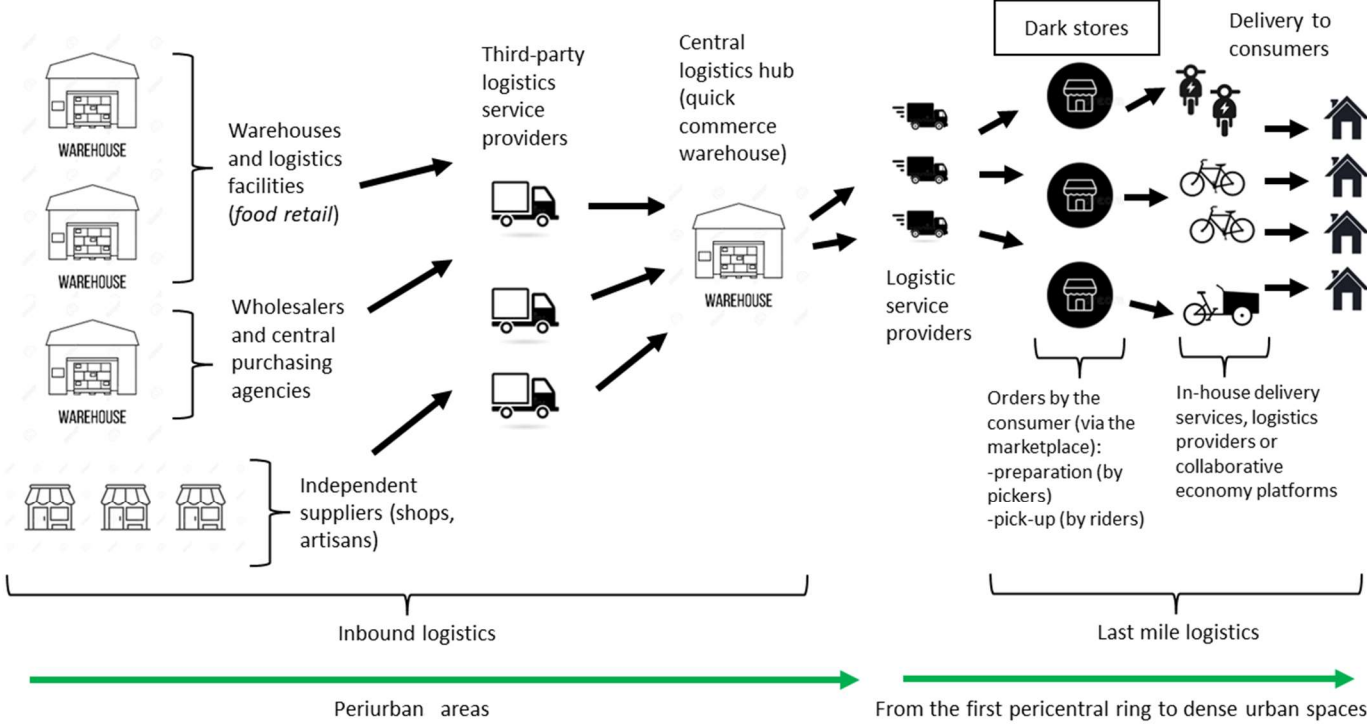 WAREHOUSE
WAREHOUSE
WAREHOUSE
Warehouses
and logistics
facilities
(food retail)
Wholesalers
and central
purchasing
agencies
Independent
suppliers (shops,
artisans)
Third-party
logistics
service
providers
Central
logistics hub
(quick
commerce
warehouse)
WAREHOUSE
Logistic
service
providers
Dark stores
Orders by the
consumer (via the
marketplace):
-preparation (by
pickers)
-pick-up (by riders)
Delivery to
consumers
In-house delivery
services, logistics
providers or
collaborative
economy platforms
Inbound logistics
Last mile logistics
Periurban areas
From the first pericentral ring to dense urban spaces